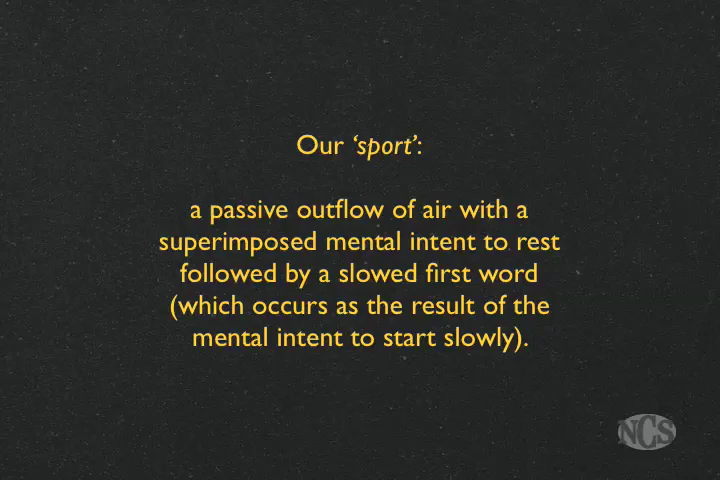 Our ‘sport’:
a passive outflow of air with a
superimposed mental intent to rest
followed by a slowed first word
(which occurs as the result of the
mental intent to start slowly).
NCS